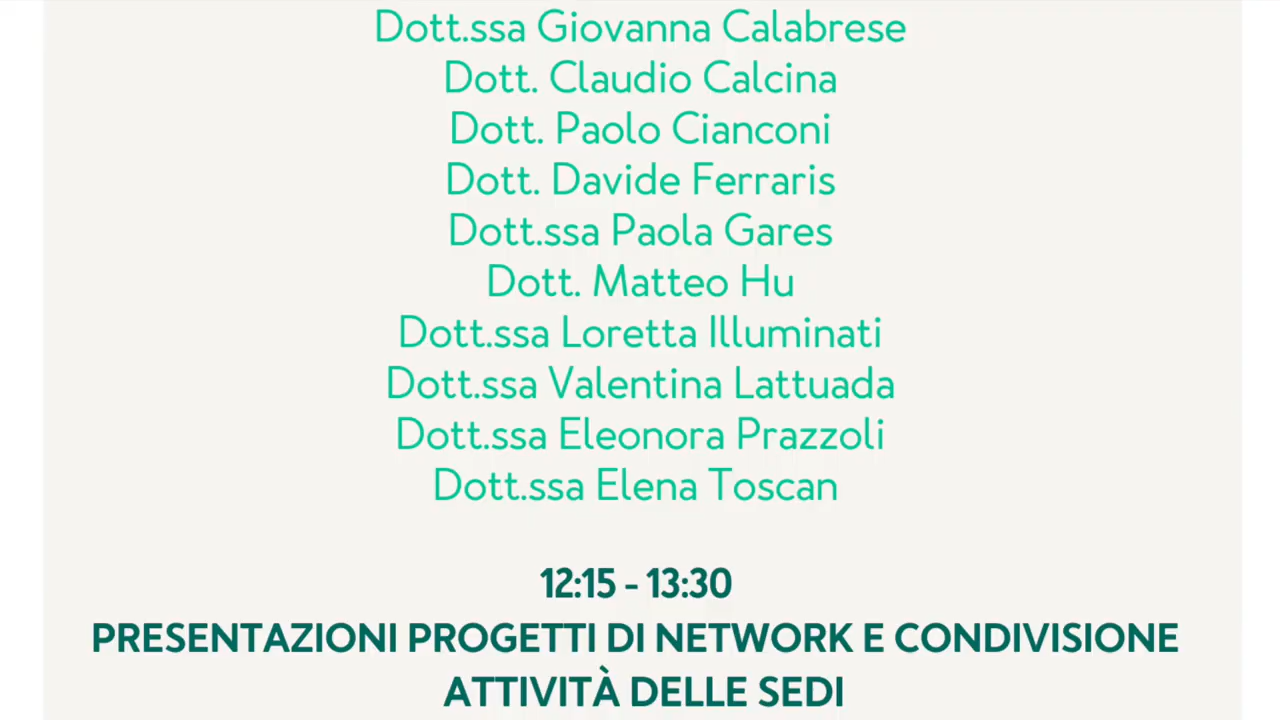 Dott.ssa Giovanna Calabrese
Dott. Claudio Calcina
Dott. Paolo Cianconi
Dott. Davide Ferraris
Dott.ssa Paola Gares
Dott. Matteo Hu
Dott.ssa Loretta Illuminati
Dott.ssa Valentina Lattuada
Dott.ssa Eleonora Prazzoli
Dott.ssa Elena Toscan
12:15 - 13:30
PRESENTAZIONI PROGETTI DI NETWORK E CONDIVISIONE
ATTIVITÀ DELLE SEDI